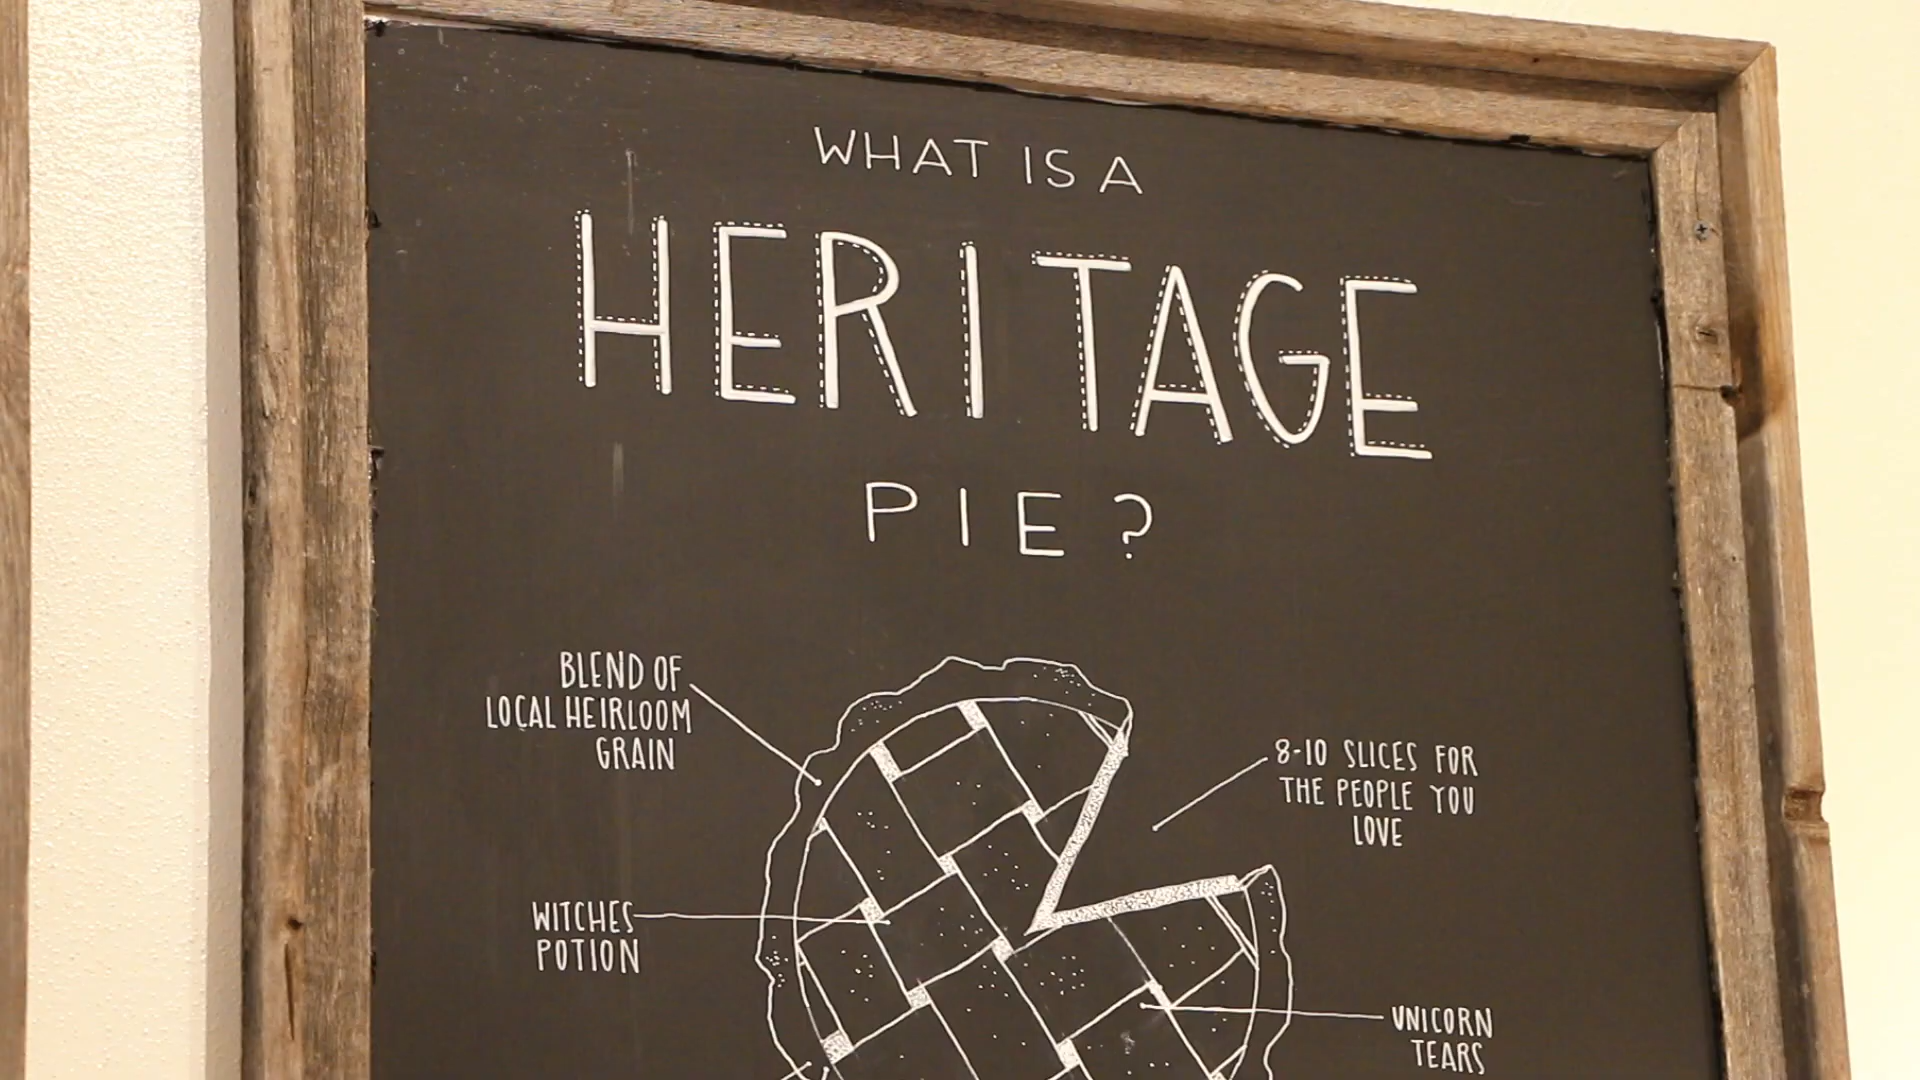 WHAT IS A
HERITAGE
PIE?
BLEND OF
LOCAL HEIRLOOM
GRAIN
8-10 SLICES FOR
THE PEOPLE YOU
LOVE
WITCHES
POTION
UNICORN
TEARS